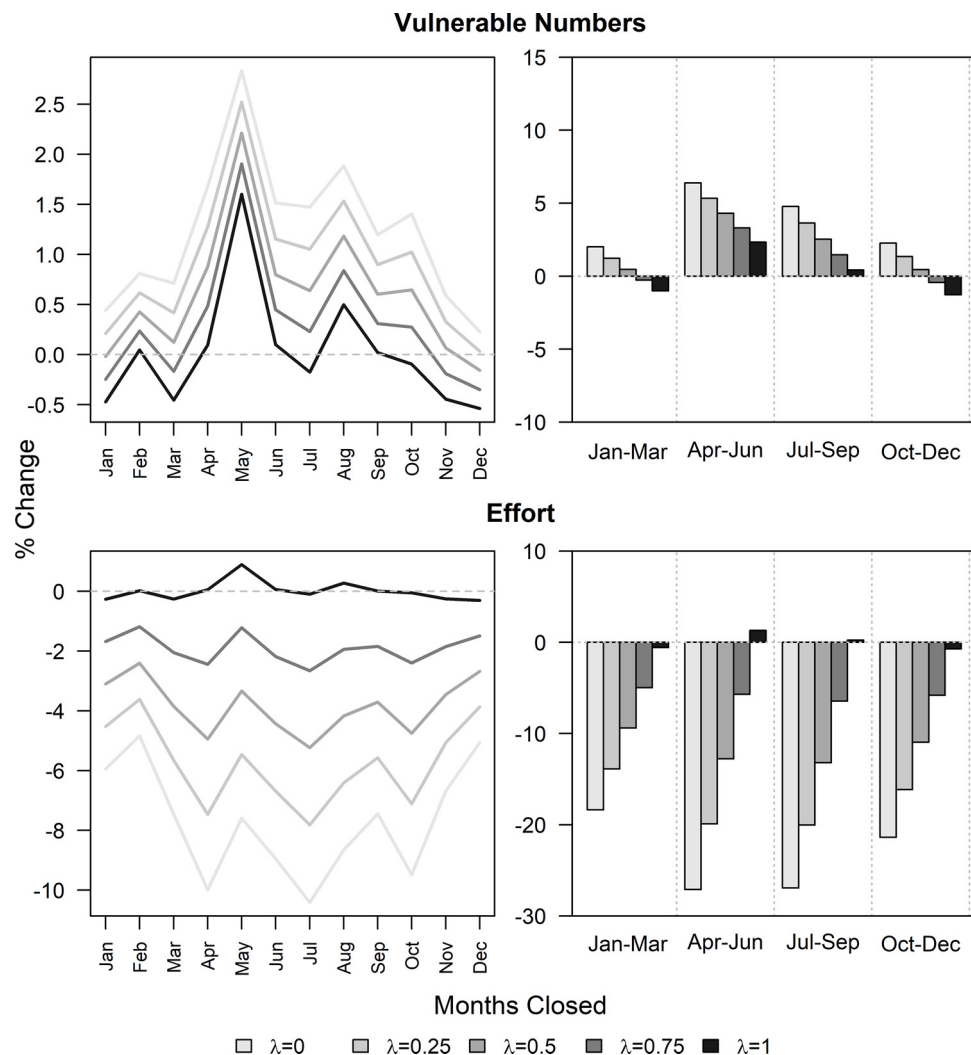 Vulnerable Numbers
2.5
2.0
1.5
1.0
0.5
0.0
-0.5
Jan Feb Mar Apr May Jun Jul Aug Sep Oct Nov Dec
15
10
5
0
-5
-10
Jan-Mar Apr-Jun Jul-Sep Oct-Dec
% Change
Effort
0
-2
-4
-6
-8
-10
Jan Feb Mar Apr May Jun Jul Aug Sep Oct Nov Dec
10
0
-10
-20
-30
Jan-Mar Apr-Jun Jul-Sep Oct-Dec
Months Closed
λ=0 λ=0.25 λ=0.5 λ=0.75 λ=1